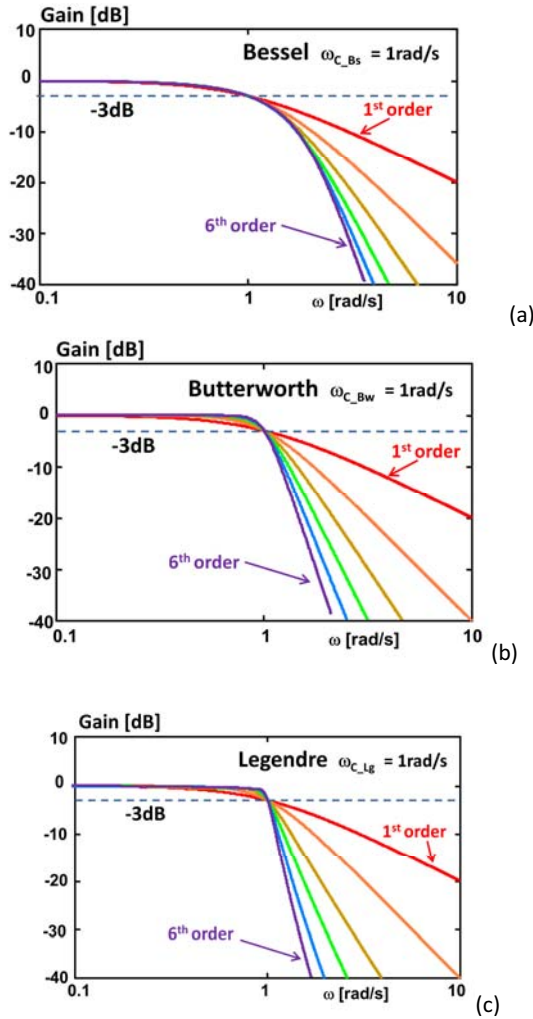 Gain [dB]
10
Bessel ω_C_Bs = 1rad/s
0
-3dB
1st order
-10
-20
6th order
-30
-40
0.1
1
ω [rad/s]
10
(a)
Gain [dB]
10
Butterworth ω_C_Bw = 1rad/s
0
-3dB
1st order
-10
-20
6th order
-30
-40
0.1
1
ω [rad/s]
10
(b)
Gain [dB]
10
Legendre ω_C_Lg = 1rad/s
0
-3dB
1st order
-10
-20
6th order
-30
-40
0.1
1
ω [rad/s]
10
(c)